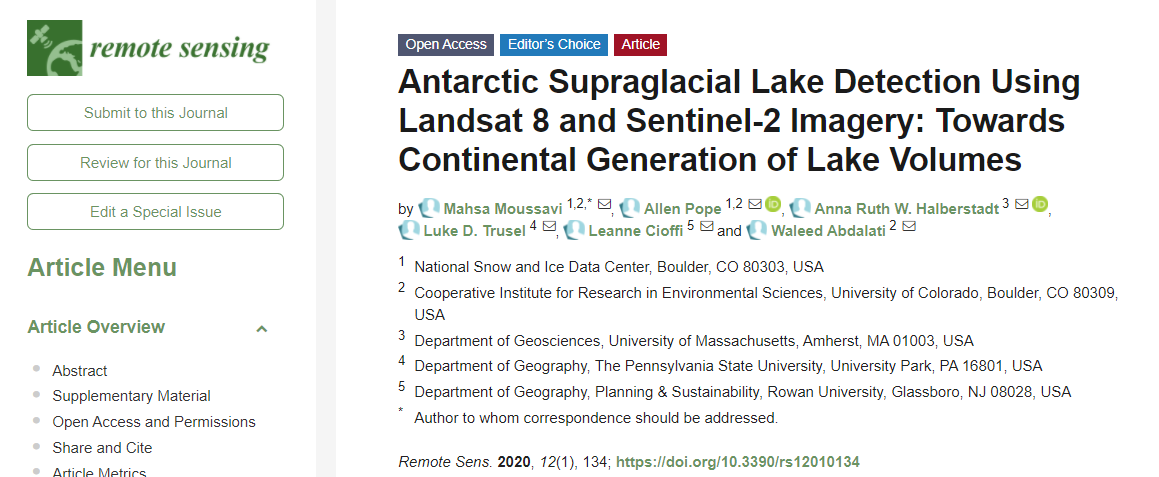 remote sensing
Submit to this Journal
Review for this Journal
Edit a Special Issue
Article Menu
Article Overview
Abstract
Supplementary Material
Open Access and Permissions
Share and Cite
Article Metrics
Open Access Editor's Choice Article
Antarctic Supraglacial Lake Detection Using
Landsat 8 and Sentinel-2 Imagery: Towards
Continental Generation of Lake Volumes
by Mahsa Moussavi 1,2,* , Allen Pope 1,2 iD, Anna Ruth W. Halberstadt 3 iD,
Luke D. Trusel 4 , Leanne Cioffi 5 and Waleed Abdalati 2
1 National Snow and Ice Data Center, Boulder, CO 80303, USA
2 Cooperative Institute for Research in Environmental Sciences, University of Colorado, Boulder, CO 80309,
USA
3 Department of Geosciences, University of Massachusetts, Amherst, MA 01003, USA
4 Department of Geography, The Pennsylvania State University, University Park, PA 16801, USA
5 Department of Geography, Planning & Sustainability, Rowan University, Glassboro, NJ 08028, USA
* Author to whom correspondence should be addressed.
Remote Sens. 2020, 12(1), 134; https://doi.org/10.3390/rs12010134